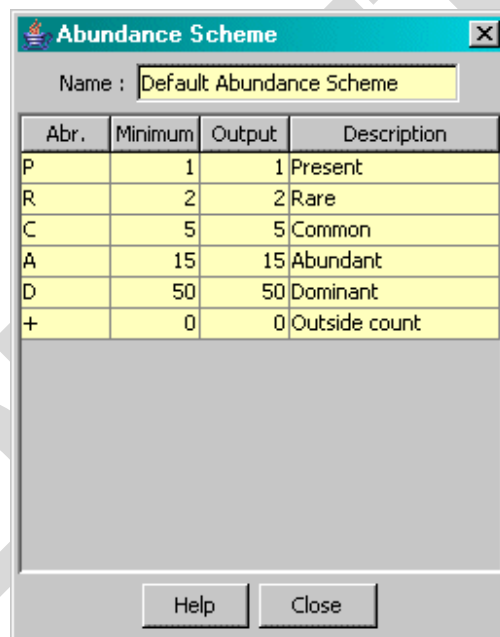 Abundance Scheme
Name : Default Abundance Scheme
Abr. Minimum Output Description
P 1 1 Present
R 2 2 Rare
C 5 5 Common
A 15 15 Abundant
D 50 50 Dominant
+ 0 0 Outside count
Help Close